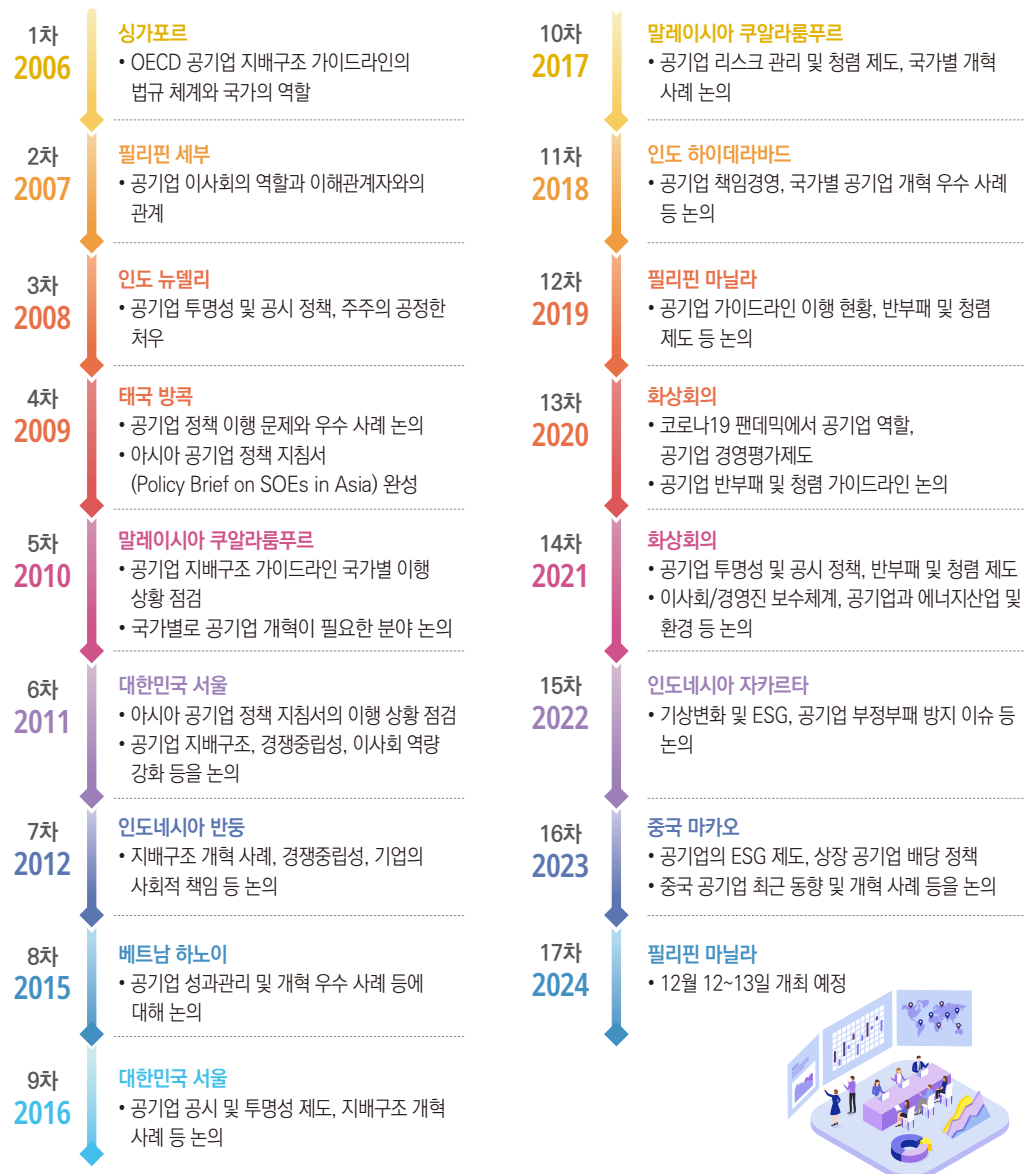 1차
2006
싱가포르
• OECD 공기업 지배구조 가이드라인의
법규 체계와 국가의 역할
2차
2007
필리핀 세부
• 공기업 이사회의 역할과 이해관계자와의
관계
3차
2008
인도 뉴델리
• 공기업 투명성 및 공시 정책, 주주의 공정한
처우
4차
2009
태국 방콕
• 공기업 정책 이행 문제와 우수 사례 논의
• 아시아 공기업 정책 지침서
(Policy Brief on SOEs in Asia) 완성
5차
2010
말레이시아 쿠알라룸푸르
• 공기업 지배구조 가이드라인 국가별 이행
상황 점검
• 국가별로 공기업 개혁이 필요한 분야 논의
6차
2011
대한민국 서울
• 아시아 공기업 정책 지침서의 이행 상황 점검
• 공기업 지배구조, 경쟁중립성, 이사회 역량
강화 등을 논의
7차
2012
인도네시아 반둥
• 지배구조 개혁 사례, 경쟁중립성, 기업의
사회적 책임 등 논의
8차
2015
베트남 하노이
• 공기업 성과관리 및 개혁 우수 사례 등에
대해 논의
9차
2016
대한민국 서울
• 공기업 공시 및 투명성 제도, 지배구조 개혁
사례 등 논의
10차
2017
말레이시아 쿠알라룸푸르
• 공기업 리스크 관리 및 청렴 제도, 국가별 개혁
사례 논의
11차
2018
인도 하이데라바드
• 공기업 책임경영, 국가별 공기업 개혁 우수 사례
등 논의
12차
2019
필리핀 마닐라
• 공기업 가이드라인 이행 현황, 반부패 및 청렴
제도 등 논의
13차
2020
화상회의
• 코로나19 팬데믹에서 공기업 역할,
공기업 경영평가제도
• 공기업 반부패 및 청렴 가이드라인 논의
14차
2021
화상회의
• 공기업 투명성 및 공시 정책, 반부패 및 청렴 제도
• 이사회/경영진 보수체계, 공기업과 에너지산업 및
환경 등 논의
15차
2022
인도네시아 자카르타
• 기상변화 및 ESG, 공기업 부정부패 방지 이슈 등
논의
16차
2023
중국 마카오
• 공기업의 ESG 제도, 상장 공기업 배당 정책
• 중국 공기업 최근 동향 및 개혁 사례 등을 논의
17차
2024
필리핀 마닐라
• 12월 12~13일 개최 예정